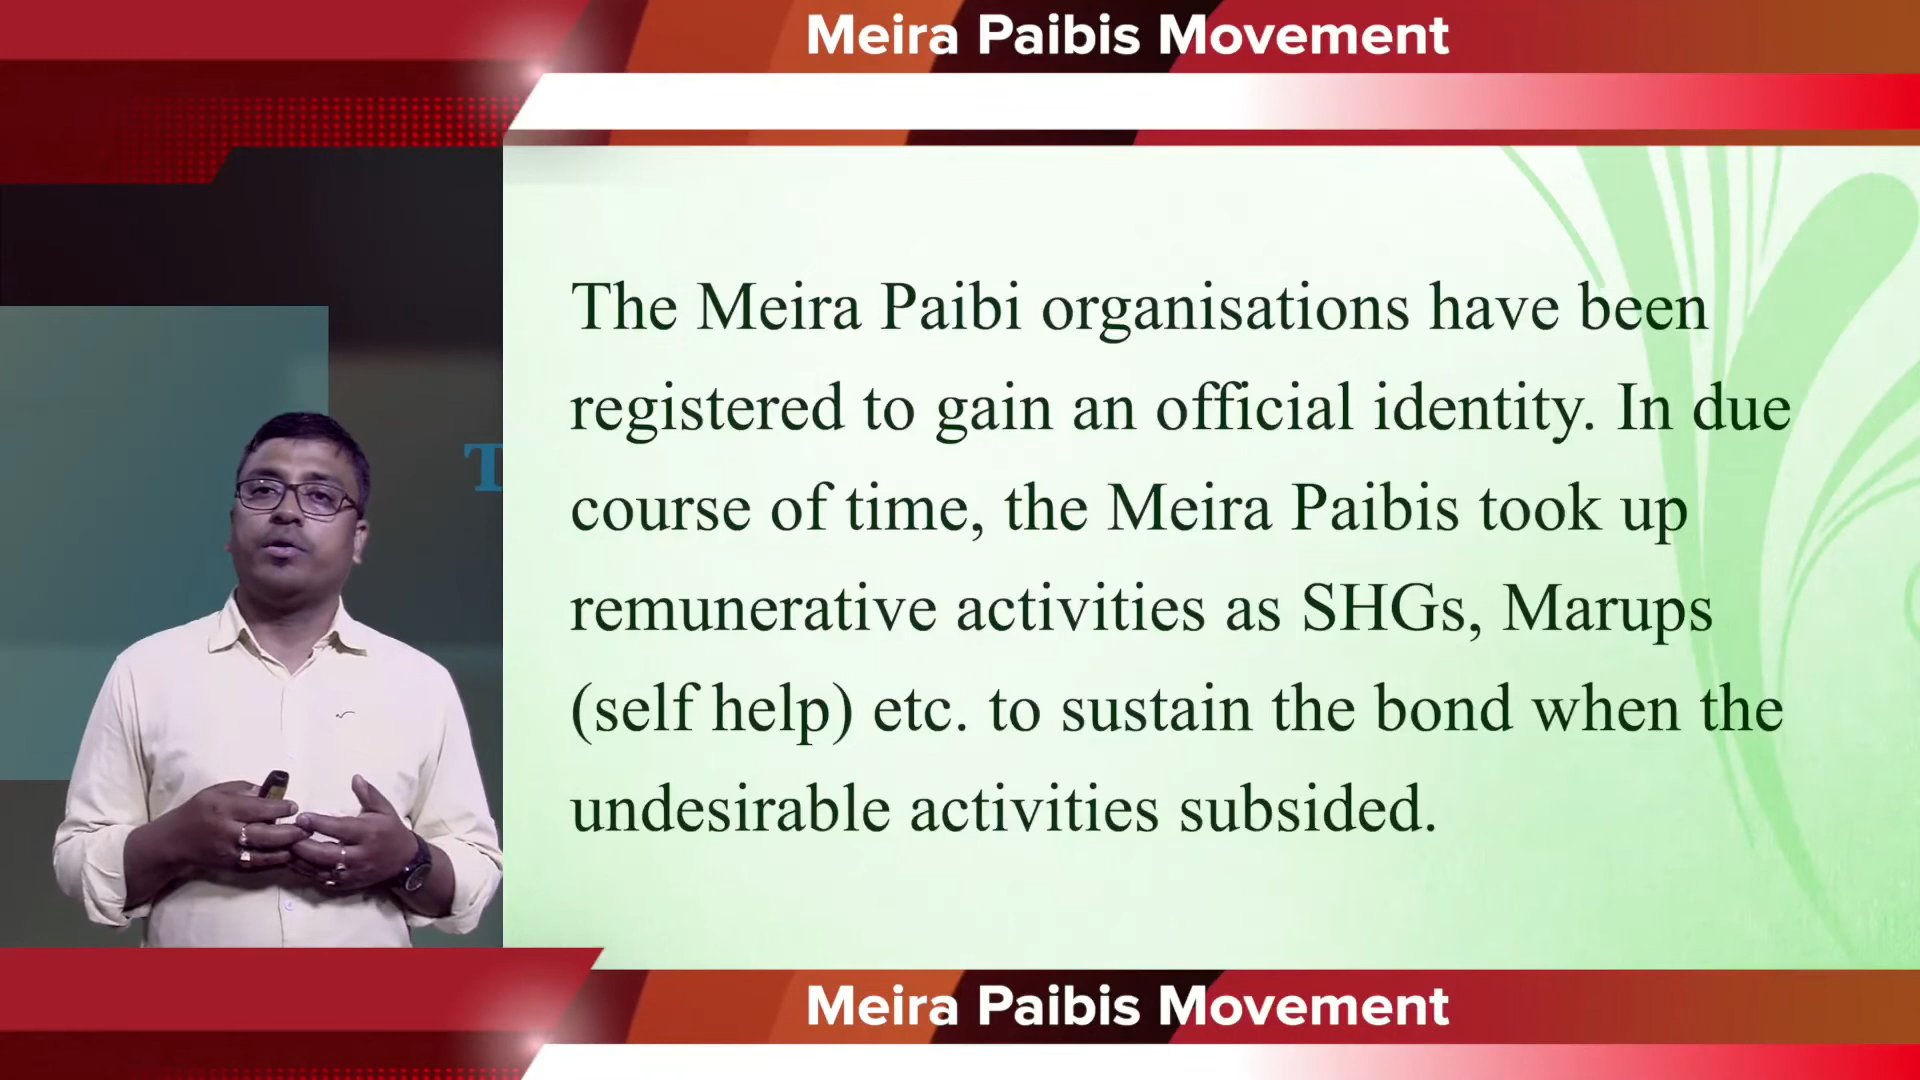 Meira Paibis Movement
The Meira Paibi organisations have been
registered to gain an official identity. In due
course of time, the Meira Paibis took up
remunerative activities as SHGs, Marups
(self help) etc. to sustain the bond when the
undesirable activities subsided.
T
Meira Paibis Movement